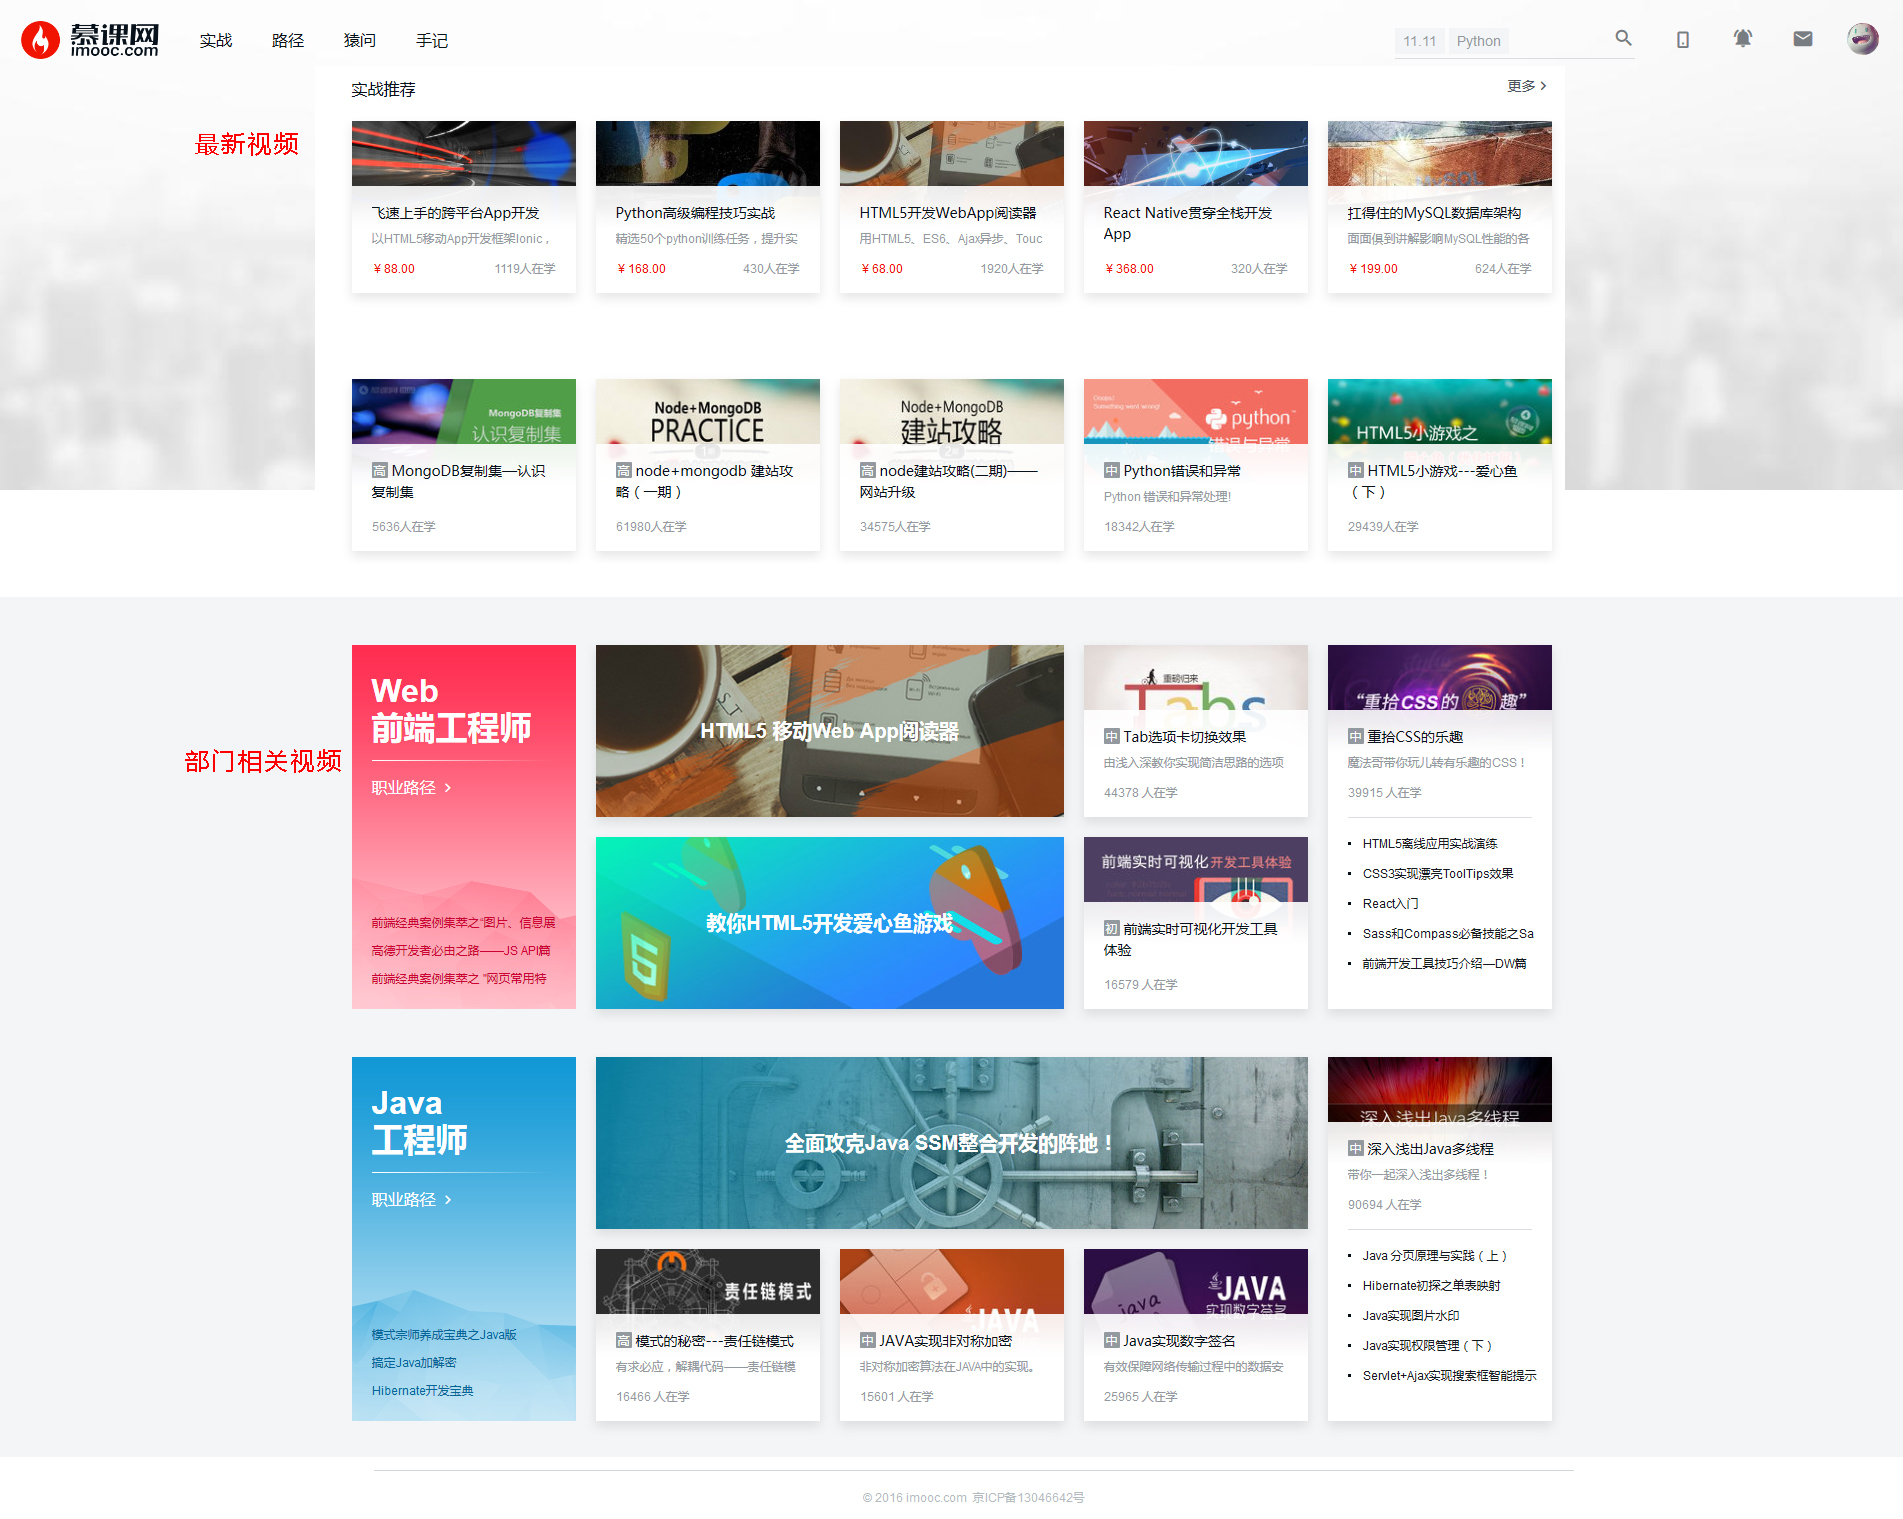 慕课网
imooc.com
实战 路径 猿问 手记
11.11 Python
实战推荐
更多
最新视频
飞速上手的跨平台App开发
以HTML5移动App开发框架Ionic，
￥88.00 1119人在学
Python高级编程技巧实战
精选50个python训练任务，提升实
￥168.00 430人在学
HTML5开发WebApp阅读器
用HTML5、ES6、Ajax异步、Touc
￥68.00 1920人在学
React Native贯穿全栈开发
App
￥368.00 320人在学
SQL
扛得住的MySQL数据库架构
面面俱到讲解影响MySQL性能的各
￥199.00 624人在学
MongoDB复制集
认识复制集
高 MongoDB复制集—认识
复制集
5636人在学
Node+MongoDB
PRACTICE
高 node+mongodb 建站攻
略（一期）
61980人在学
Node+MongoDB
建站攻略
高 node建站攻略(二期)——
网站升级
34575人在学
Ooops!
Something went wrong!
python
错误与异常
中 Python错误和异常
Python 错误和异常处理!
18342人在学
HTML5小游戏之
中 HTML5小游戏---爱心鱼
（下）
29439人在学
部门相关视频
Web
前端工程师
职业路径
前端经典案例集萃之“图片、信息展
高德开发者必由之路——JS API篇
前端经典案例集萃之 “网页常用特
HTML5 移动Web App阅读器
教你HTML5开发爱心鱼游戏
重磅归来
Tabs
中 Tab选项卡切换效果
由浅入深教你实现简洁思路的选项
44378 人在学
前端实时可视化开发工具体验
初 前端实时可视化开发工具
体验
16579 人在学
“重拾CSS的乐趣”
中 重拾CSS的乐趣
魔法哥带你玩儿转有乐趣的CSS！
39915 人在学
HTML5离线应用实战演练
CSS3实现漂亮ToolTips效果
React入门
Sass和Compass必备技能之Sa
前端开发工具技巧介绍—DW篇
Java
工程师
职业路径
模式宗师养成宝典之Java版
搞定Java加解密
Hibernate开发宝典
全面攻克Java SSM整合开发的阵地！
责任链模式
高 模式的秘密---责任链模式
有求必应，解耦代码——责任链模
16466 人在学
JAVA
中 JAVA实现非对称加密
非对称加密算法在JAVA中的实现。
15601 人在学
java
JAVA
实现数字签名
中 Java实现数字签名
有效保障网络传输过程中的数据安
25965 人在学
深入浅出Java多线程
中 深入浅出Java多线程
带你一起深入浅出多线程！
90694 人在学
Java 分页原理与实践（上）
Hibernate初探之单表映射
Java实现图片水印
Java实现权限管理（下）
Servlet+Ajax实现搜索框智能提示
© 2016 imooc.com 京ICP备13046642号